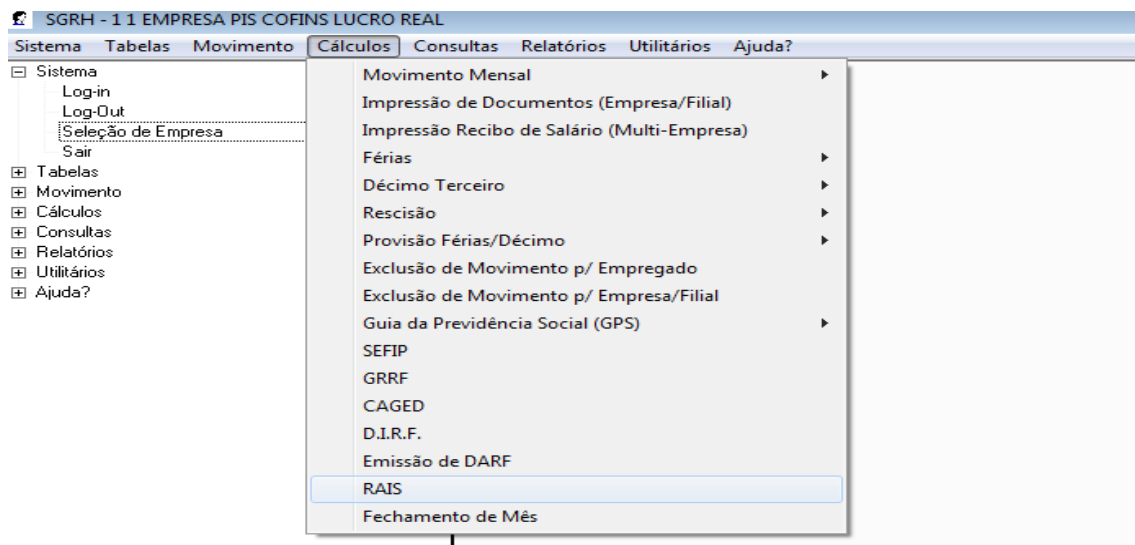 SGRH - 1 1 EMPRESA PIS COFINS LUCRO REAL
Sistema Tabelas Movimento Cálculos Consultas Relatórios Utilitários Ajuda?
Sistema
Log-in
Log-Out
Seleção de Empresa
Sair
Tabelas
Movimento
Cálculos
Consultas
Relatórios
Utilitários
Ajuda?
Movimento Mensal
Impressão de Documentos (Empresa/Filial)
Impressão Recibo de Salário (Multi-Empresa)
Férias
Décimo Terceiro
Rescisão
Provisão Férias/Décimo
Exclusão de Movimento p/ Empregado
Exclusão de Movimento p/ Empresa/Filial
Guia da Previdência Social (GPS)
SEFIP
GRRF
CAGED
D.I.R.F.
Emissão de DARF
RAIS
Fechamento de Mês